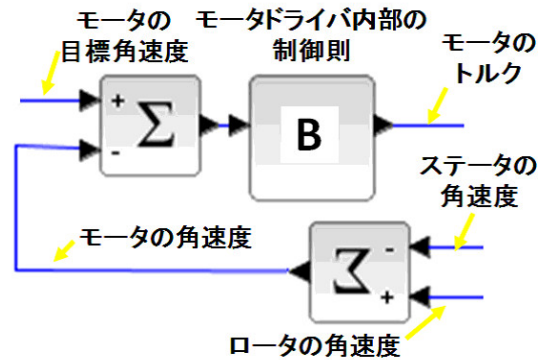 モータの
目標角速度
モータドライバ内部の
制御則
モータの
トルク
+
-
Σ
B
ステータの
角速度
モータの角速度
Σ
-
+
ロータの角速度